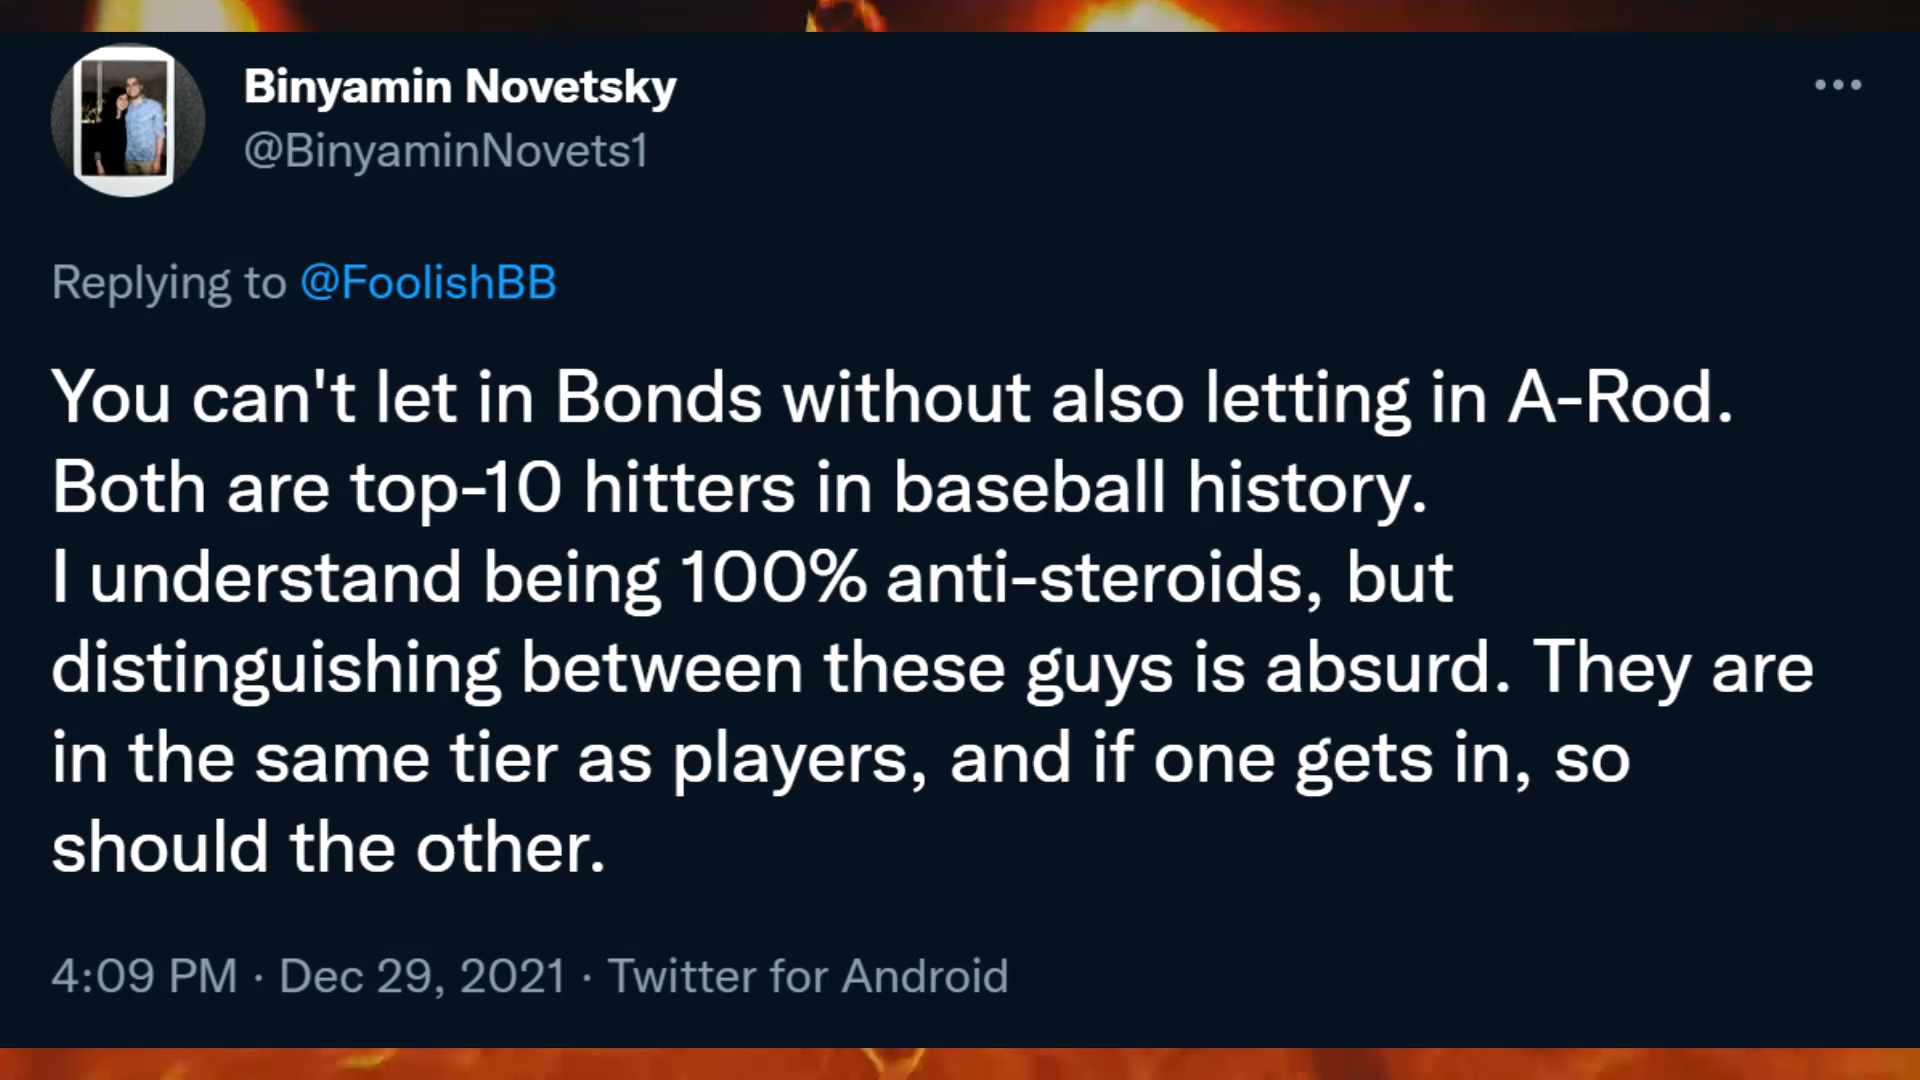 Binyamin Novetsky
@BinyaminNovets1
Replying to @FoolishBB
You can't let in Bonds without also letting in A-Rod.
Both are top-10 hitters in baseball history.
I understand being 100% anti-steroids, but
distinguishing between these guys is absurd. They are
in the same tier as players, and if one gets in, so
should the other.
4:09 PM · Dec 29, 2021 · Twitter for Android